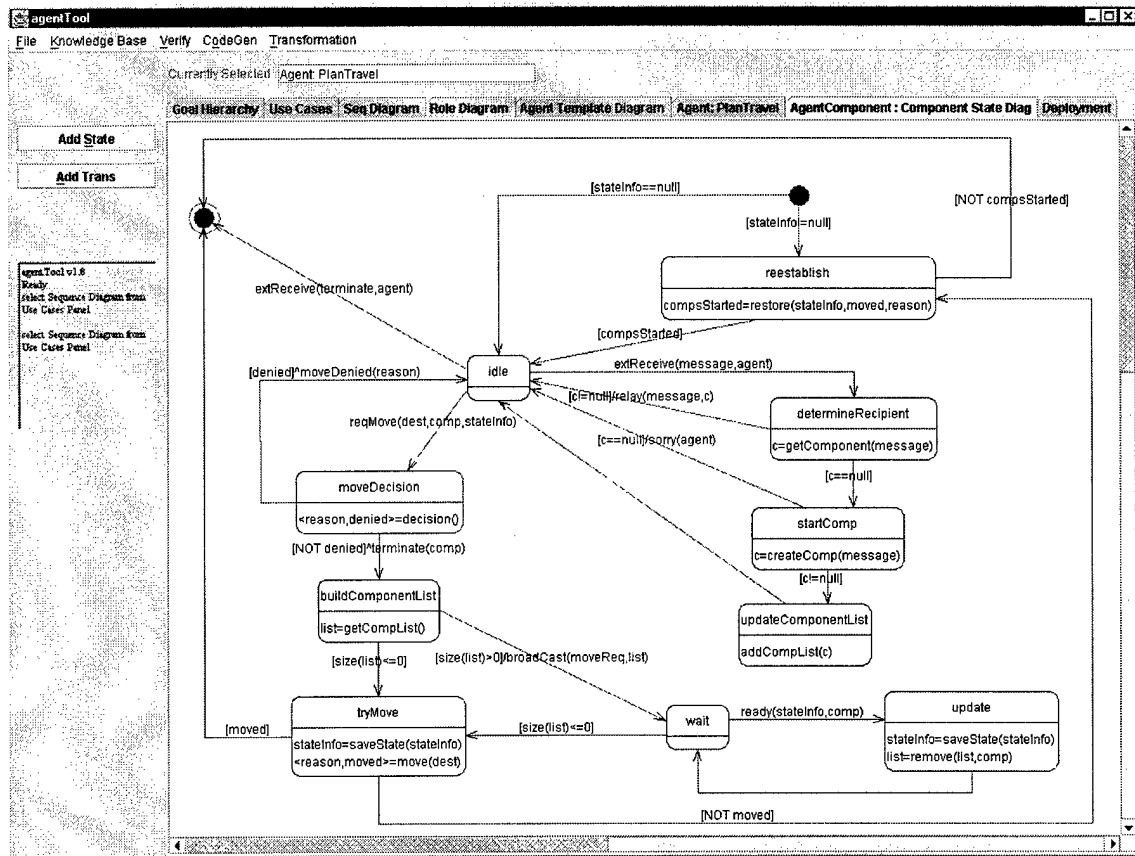 agentTool
File Knowledge Base Verify CodeGen Transformation
Currently Selected Agent: PlanTravel
Goal Hierarchy Use Cases Seq Diagram Role Diagram Agent Template Diagram Agent: PlanTravel AgentComponent : Component State Diag Deployment
Add State
Add Trans
agentTool v1.8
Ready
select Sequence Diagram from
Use Cases Panel
select Sequence Diagram from
Use Cases Panel
[stateInfo==null]
[NOT compsStarted]
[stateInfo!=null]
reestablish
compsStarted=restore(stateInfo,moved,reason)
extReceive(terminate,agent)
[compsStarted]
idle
extReceive(message,agent)
[denied]^moveDenied(reason)
[c!=null]/relay(message,c)
determineRecipient
c=getComponent(message)
reqMove(dest,comp,stateInfo)
[c==null]/sorry(agent)
[c==null]
moveDecision
<reason,denied>=decision()
startComp
c=createComp(message)
[NOT denied]^terminate(comp)
[c!=null]
buildComponentList
list=getCompList()
updateComponentList
addCompList(c)
[size(list)<=0]
[size(list)>0]/broadCast(moveReq,list)
tryMove
stateInfo=saveState(stateInfo)
<reason,moved>=move(dest)
[moved]
[size(list)<=0]
wait
ready(stateInfo,comp)
update
stateInfo=saveState(stateInfo)
list=remove(list,comp)
[NOT moved]